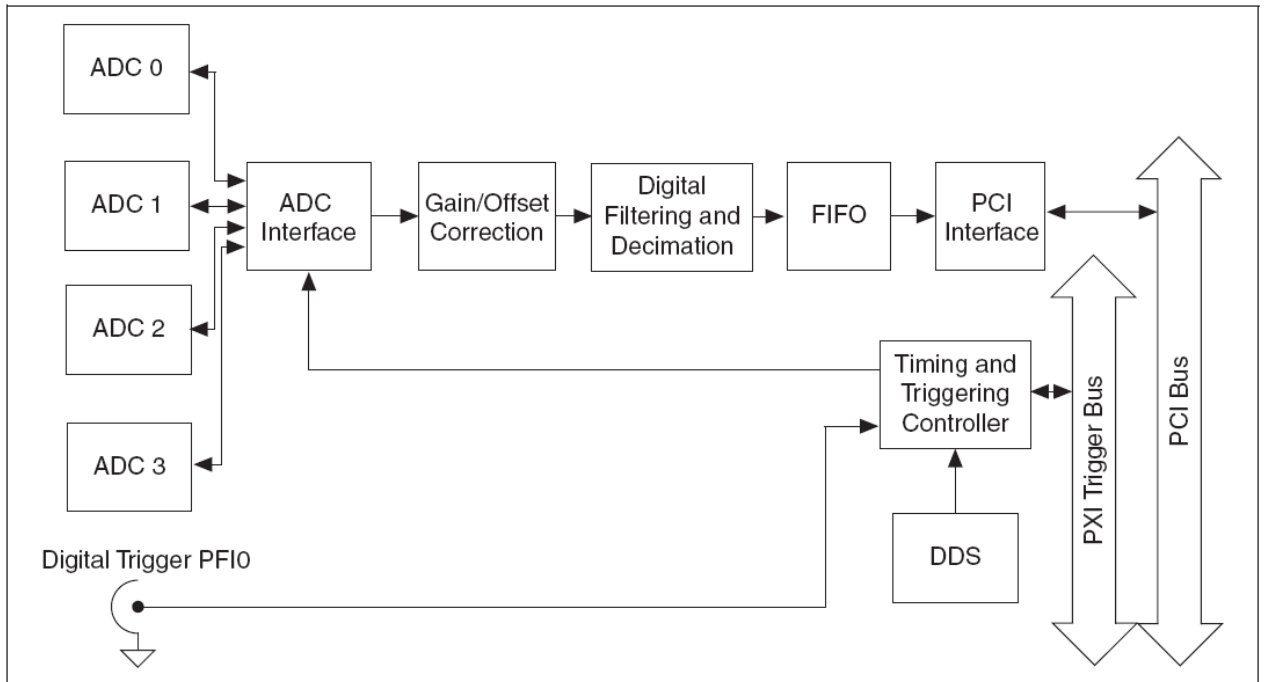 ADC 0
ADC 1
ADC 2
ADC 3
ADC
Interface
Gain/Offset
Correction
Digital
Filtering and
Decimation
FIFO
PCI
Interface
Timing and
Triggering
Controller
DDS
PXI Trigger Bus
PCI Bus
Digital Trigger PFI0